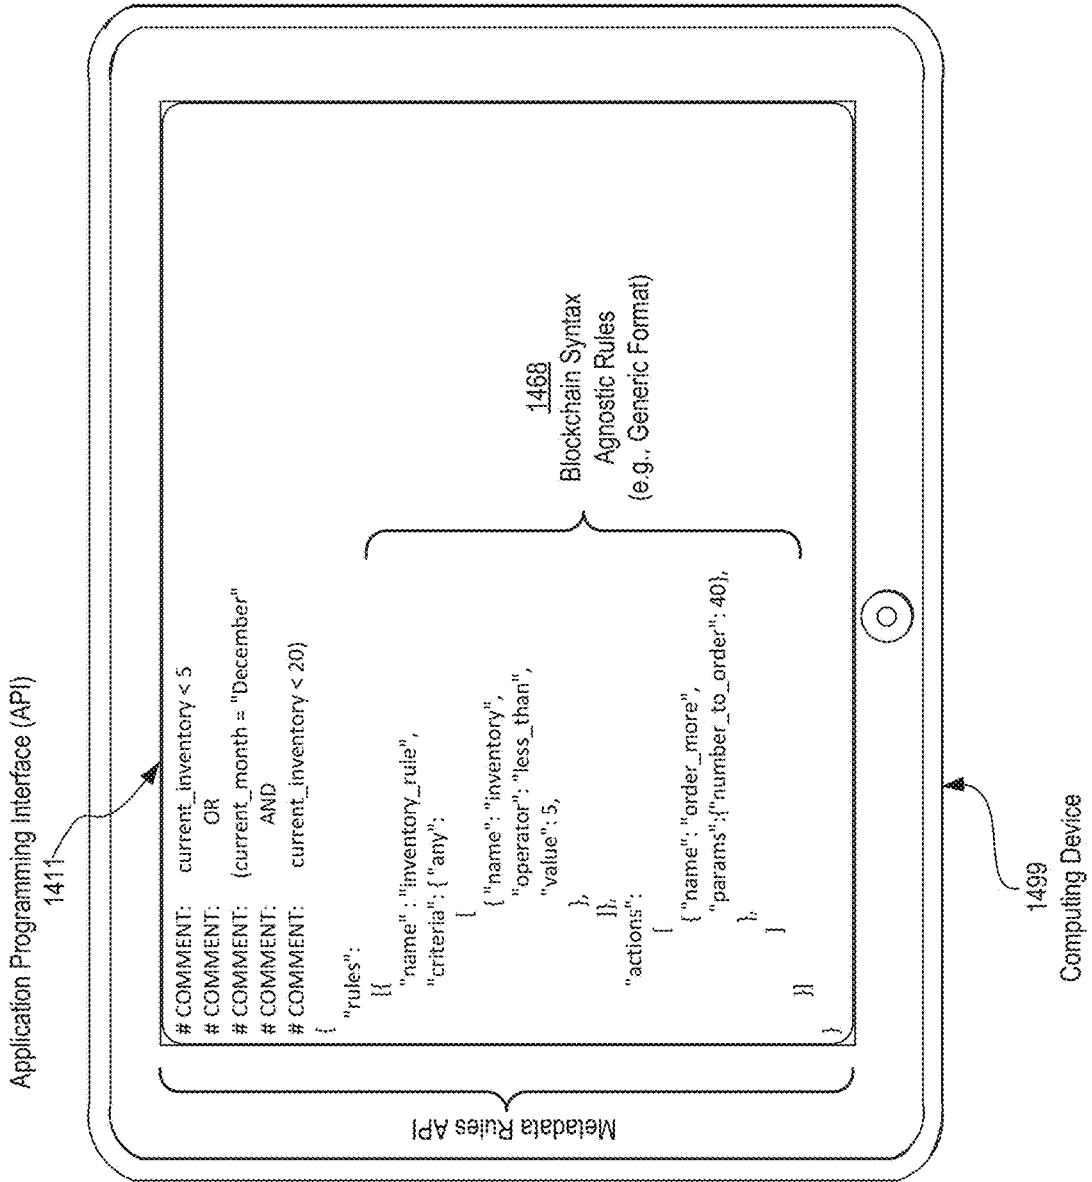 Application Programming Interface (API)
1411
# COMMENT: current_inventory < 5
# COMMENT: OR
# COMMENT: (current_month = "December"
# COMMENT: AND
# COMMENT: current_inventory < 20)
{
"rules":
[{
"name" : "inventory_rule",
"criteria": { "any":
[
{ "name": "inventory",
"operator": "less_than",
"value": 5,
},
]},
"actions":
[
{ "name": "order_more",
"params":{"number_to_order": 40},
},
]
}]
}
1468
Blockchain Syntax
Agnostic Rules
(e.g., Generic Format)
Metadata Rules API
1499
Computing Device